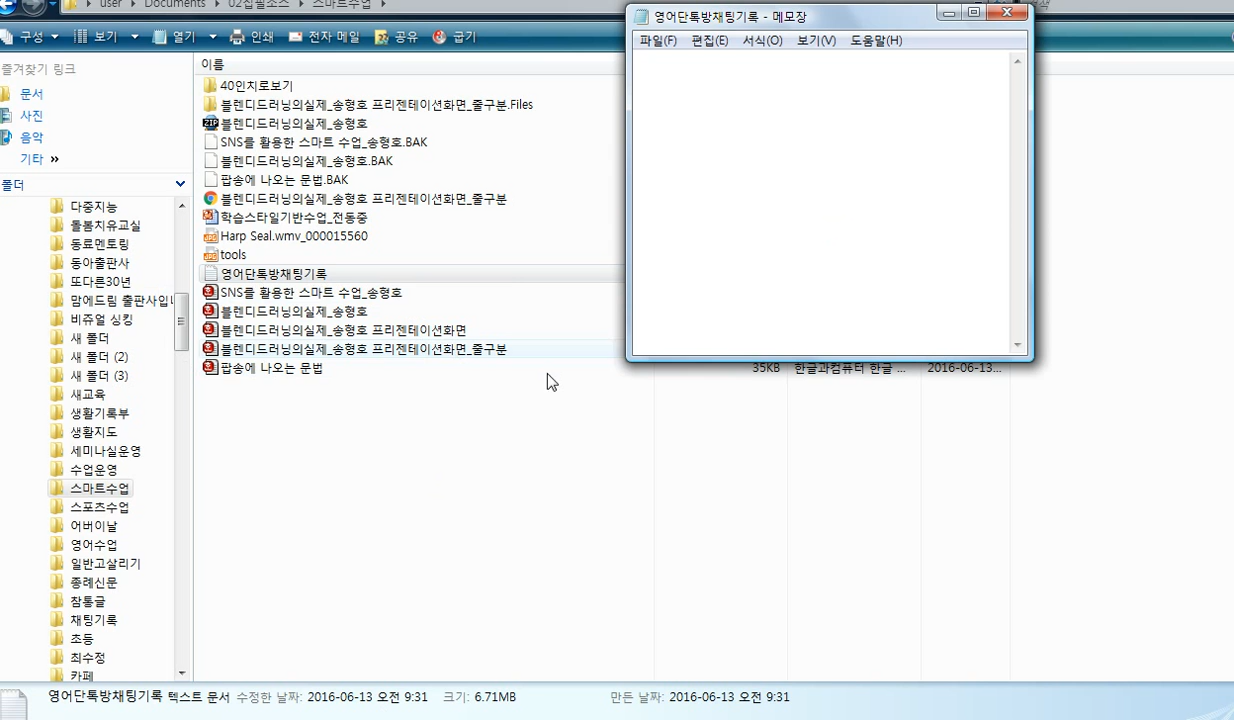 user ▸ Documents ▸ 02집필소스 ▸ 스마트수업 ▸
구성 보기 열기 인쇄 전자 메일 공유 굽기
즐겨찾기 링크
문서
사진
음악
기타 »
폴더
다중지능
돌봄치유교실
동료멘토링
동아출판사
또다른30년
맘에드림 출판사입니
비쥬얼 싱킹
새 폴더
새 폴더 (2)
새 폴더 (3)
새교육
생활기록부
생활지도
세미나실운영
수업운영
스마트수업
스포츠수업
어버이날
영어수업
일반고살리기
종례신문
참통글
채팅기록
초등
최수정
카페
이름
40인치로보기
블렌디드러닝의실제_송형호 프리젠테이션화면_줄구분.Files
블렌디드러닝의실제_송형호
SNS를 활용한 스마트 수업_송형호.BAK
블렌디드러닝의실제_송형호.BAK
팝송에 나오는 문법.BAK
블렌디드러닝의실제_송형호 프리젠테이션화면_줄구분
학습스타일기반수업_전동중
Harp Seal.wmv_000015560
tools
영어단톡방채팅기록
SNS를 활용한 스마트 수업_송형호
블렌디드러닝의실제_송형호
블렌디드러닝의실제_송형호 프리젠테이션화면
블렌디드러닝의실제_송형호 프리젠테이션화면_줄구분
팝송에 나오는 문법 35KB 한글과컴퓨터 한글 ... 2016-06-13...
영어단톡방채팅기록 - 메모장
파일(F) 편집(E) 서식(O) 보기(V) 도움말(H)
영어단톡방채팅기록 텍스트 문서 수정한 날짜: 2016-06-13 오전 9:31 크기: 6.71MB 만든 날짜: 2016-06-13 오전 9:31